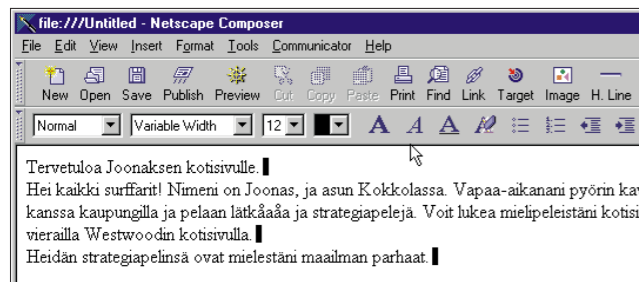 file:///Untitled - Netscape Composer
File Edit View Insert Format Tools Communicator Help
New Open Save Publish Preview Cut Copy Paste Print Find Link Target Image H. Line
Normal Variable Width 12 A A A
Tervetuloa Joonaksen kotisivulle.
Hei kaikki surffarit! Nimeni on Joonas, ja asun Kokkolassa. Vapaa-aikanani pyörin
kanssa kaupungilla ja pelaan lätkåaåa ja strategiapelejä. Voit lukea mielipeleistäni
vierailla Westwoodin kotisivulla.
Heidän strategiapelinsä ovat mielestäni maailman parhaat.